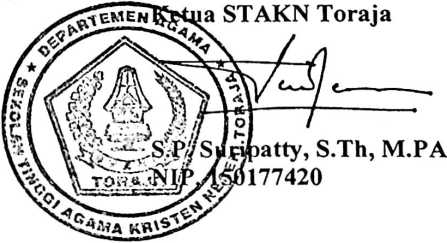 Ketua STAKN Toraja
DEPARTEMEN AGAMA
SEKOLAH TINGGI AGAMA KRISTEN NEGERI TORAJA
TORAJA
S.P. Suripatty, S.Th, M.PA
NIP. 150177420